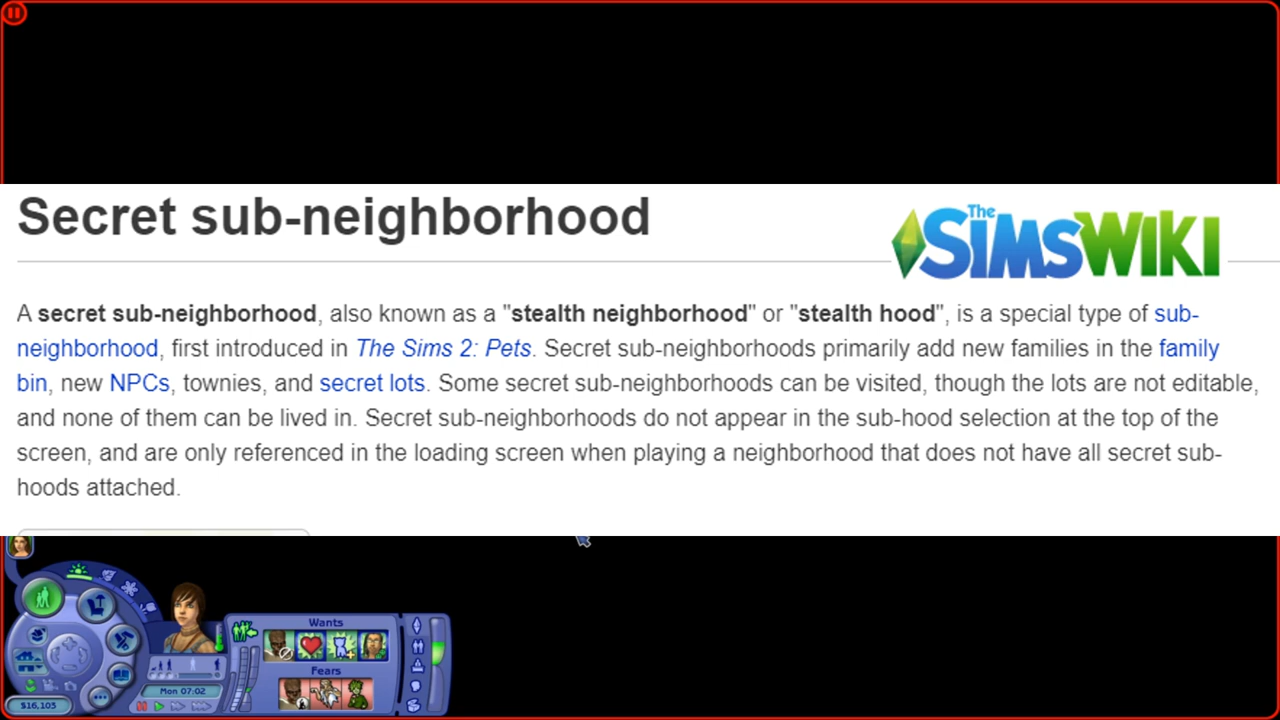 Secret sub-neighborhood
The SimsWiki
A secret sub-neighborhood, also known as a "stealth neighborhood" or "stealth hood", is a special type of sub-
neighborhood, first introduced in The Sims 2: Pets. Secret sub-neighborhoods primarily add new families in the family
bin, new NPCs, townies, and secret lots. Some secret sub-neighborhoods can be visited, though the lots are not editable,
and none of them can be lived in. Secret sub-neighborhoods do not appear in the sub-hood selection at the top of the
screen, and are only referenced in the loading screen when playing a neighborhood that does not have all secret sub-
hoods attached.
Wants
Fears
Mon 07:02
$16,105